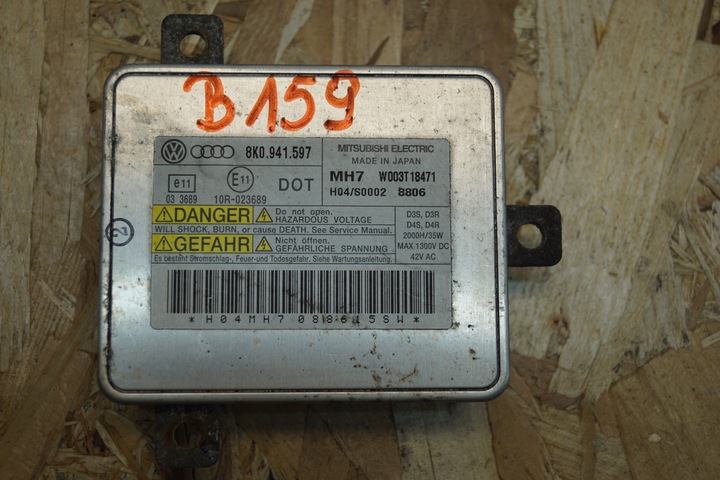 B 159
8K0.941.597
MITSUBISHI ELECTRIC
MADE IN JAPAN
e11
E11
DOT
MH7 W003T18471
H04/S0002 8806
03 3689 10R-023689
DANGER Do not open.
HAZARDOUS VOLTAGE
WILL SHOCK, BURN, or cause DEATH. See Service Manual.
GEFAHR Nicht öffnen.
GEFÄHRLICHE SPANNUNG
Es besteht Stromschlag-, Feuer-und Todesgefahr. Siehe Wartungsanleitung.
D3S, D3R
D4S, D4R
2000H/35W
MAX.1300V DC
42V AC
2